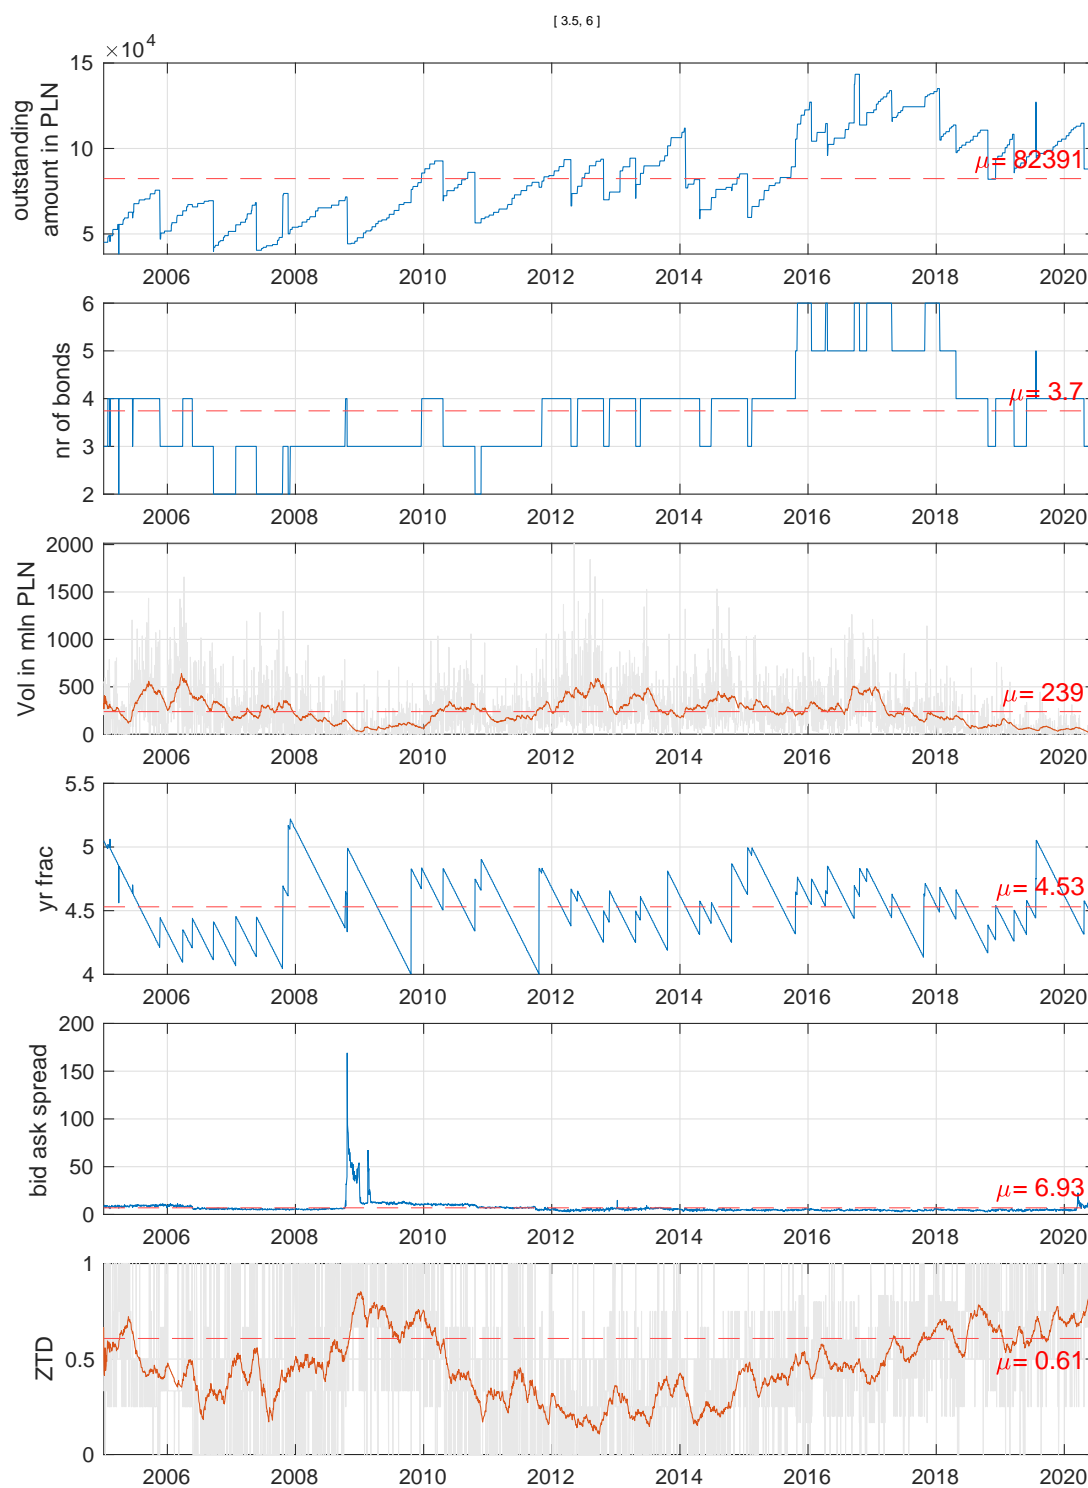 [ 3.5, 6 ]
×10⁴
15
10
5
outstanding
amount in PLN
μ= 82391
2006 2008 2010 2012 2014 2016 2018 2020
6
5
4
3
2
nr of bonds
μ= 3.7
2006 2008 2010 2012 2014 2016 2018 2020
2000
1500
1000
500
0
Vol in mln PLN
μ= 239
2006 2008 2010 2012 2014 2016 2018 2020
5.5
5
4.5
4
yr frac
μ= 4.53
2006 2008 2010 2012 2014 2016 2018 2020
200
150
100
50
0
bid ask spread
μ= 6.93
2006 2008 2010 2012 2014 2016 2018 2020
1
0.5
0
ZTD
μ= 0.61
2006 2008 2010 2012 2014 2016 2018 2020